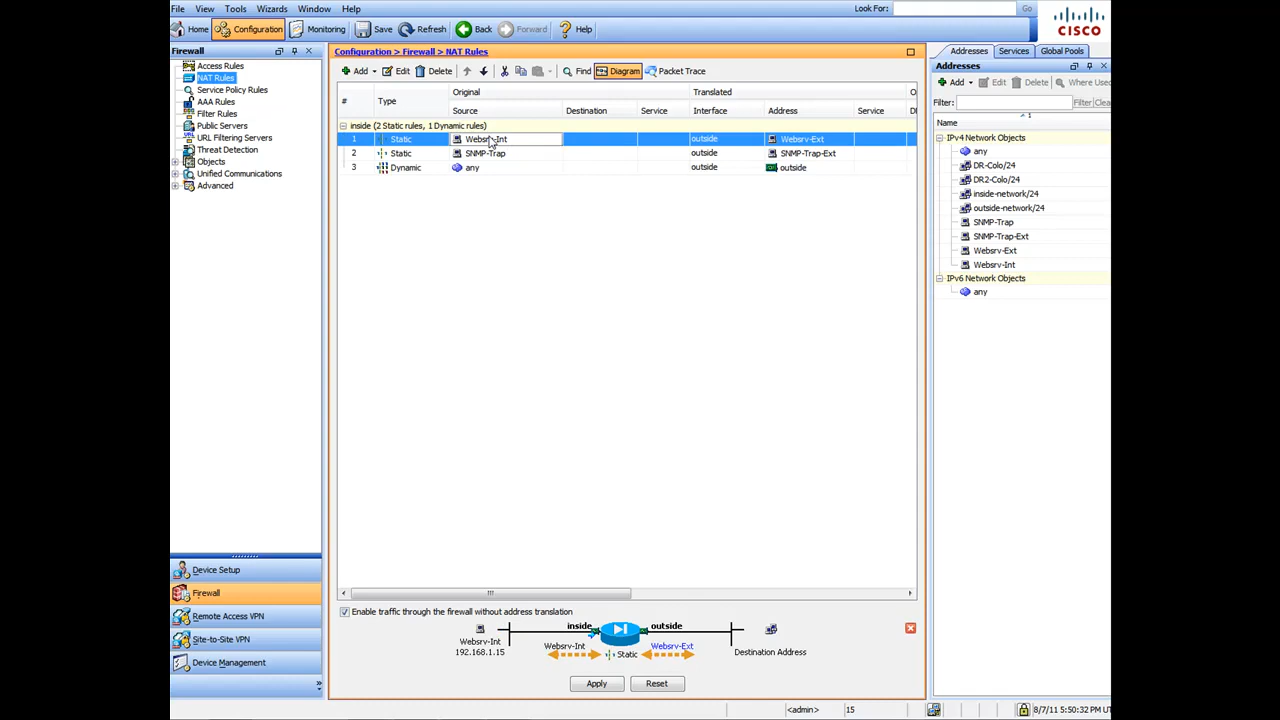 File View Tools Wizards Window Help Look For: Go
Home Configuration Monitoring Save Refresh Back Forward Help
CISCO
Firewall
Access Rules
NAT Rules
Service Policy Rules
AAA Rules
Filter Rules
Public Servers
URL Filtering Servers
Threat Detection
Objects
Unified Communications
Advanced
Device Setup
Firewall
Remote Access VPN
Site-to-Site VPN
Device Management
»
Configuration > Firewall > NAT Rules
Add Edit Delete Find Diagram Packet Trace
Original Translated O
# Type Source Destination Service Interface Address Service Dl
inside (2 Static rules, 1 Dynamic rules)
1 Static Websrv-Int outside Websrv-Ext
2 Static SNMP-Trap outside SNMP-Trap-Ext
3 Dynamic any outside outside
Enable traffic through the firewall without address translation
inside outside
Websrv-Int
192.168.1.15
Websrv-Int Static Websrv-Ext
Destination Address
Apply Reset
Addresses Services Global Pools
Addresses
Add Edit Delete Where Used
Filter: Filter Clea
Name 1
IPv4 Network Objects
any
DR-Colo/24
DR2-Colo/24
inside-network/24
outside-network/24
SNMP-Trap
SNMP-Trap-Ext
Websrv-Ext
Websrv-Int
IPv6 Network Objects
any
<admin> 15 8/7/11 5:50:32 PM UT